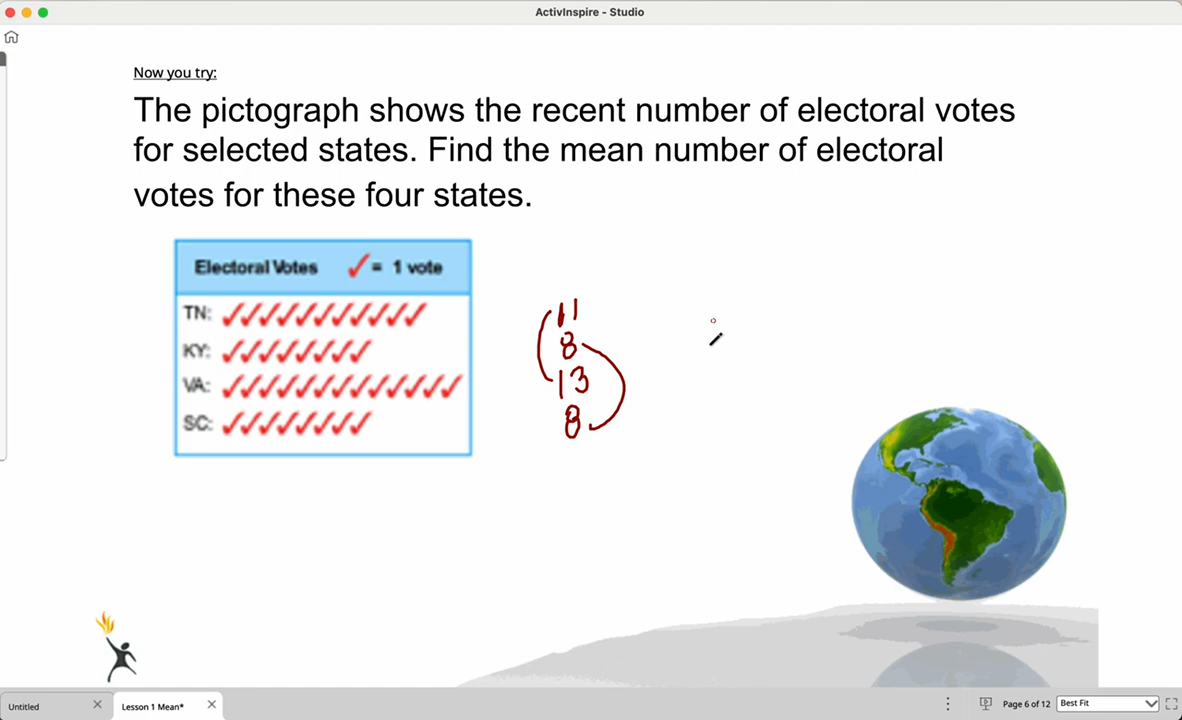 ActivInspire - Studio
Now you try:
The pictograph shows the recent number of electoral votes
for selected states. Find the mean number of electoral
votes for these four states.
Electoral Votes ✓= 1 vote
TN: ✓✓✓✓✓✓✓✓✓✓✓
KY: ✓✓✓✓✓✓✓✓
VA: ✓✓✓✓✓✓✓✓✓✓✓✓✓
SC: ✓✓✓✓✓✓✓✓
11
8
13
8
Untitled
Lesson 1 Mean*
Page 6 of 12
Best Fit